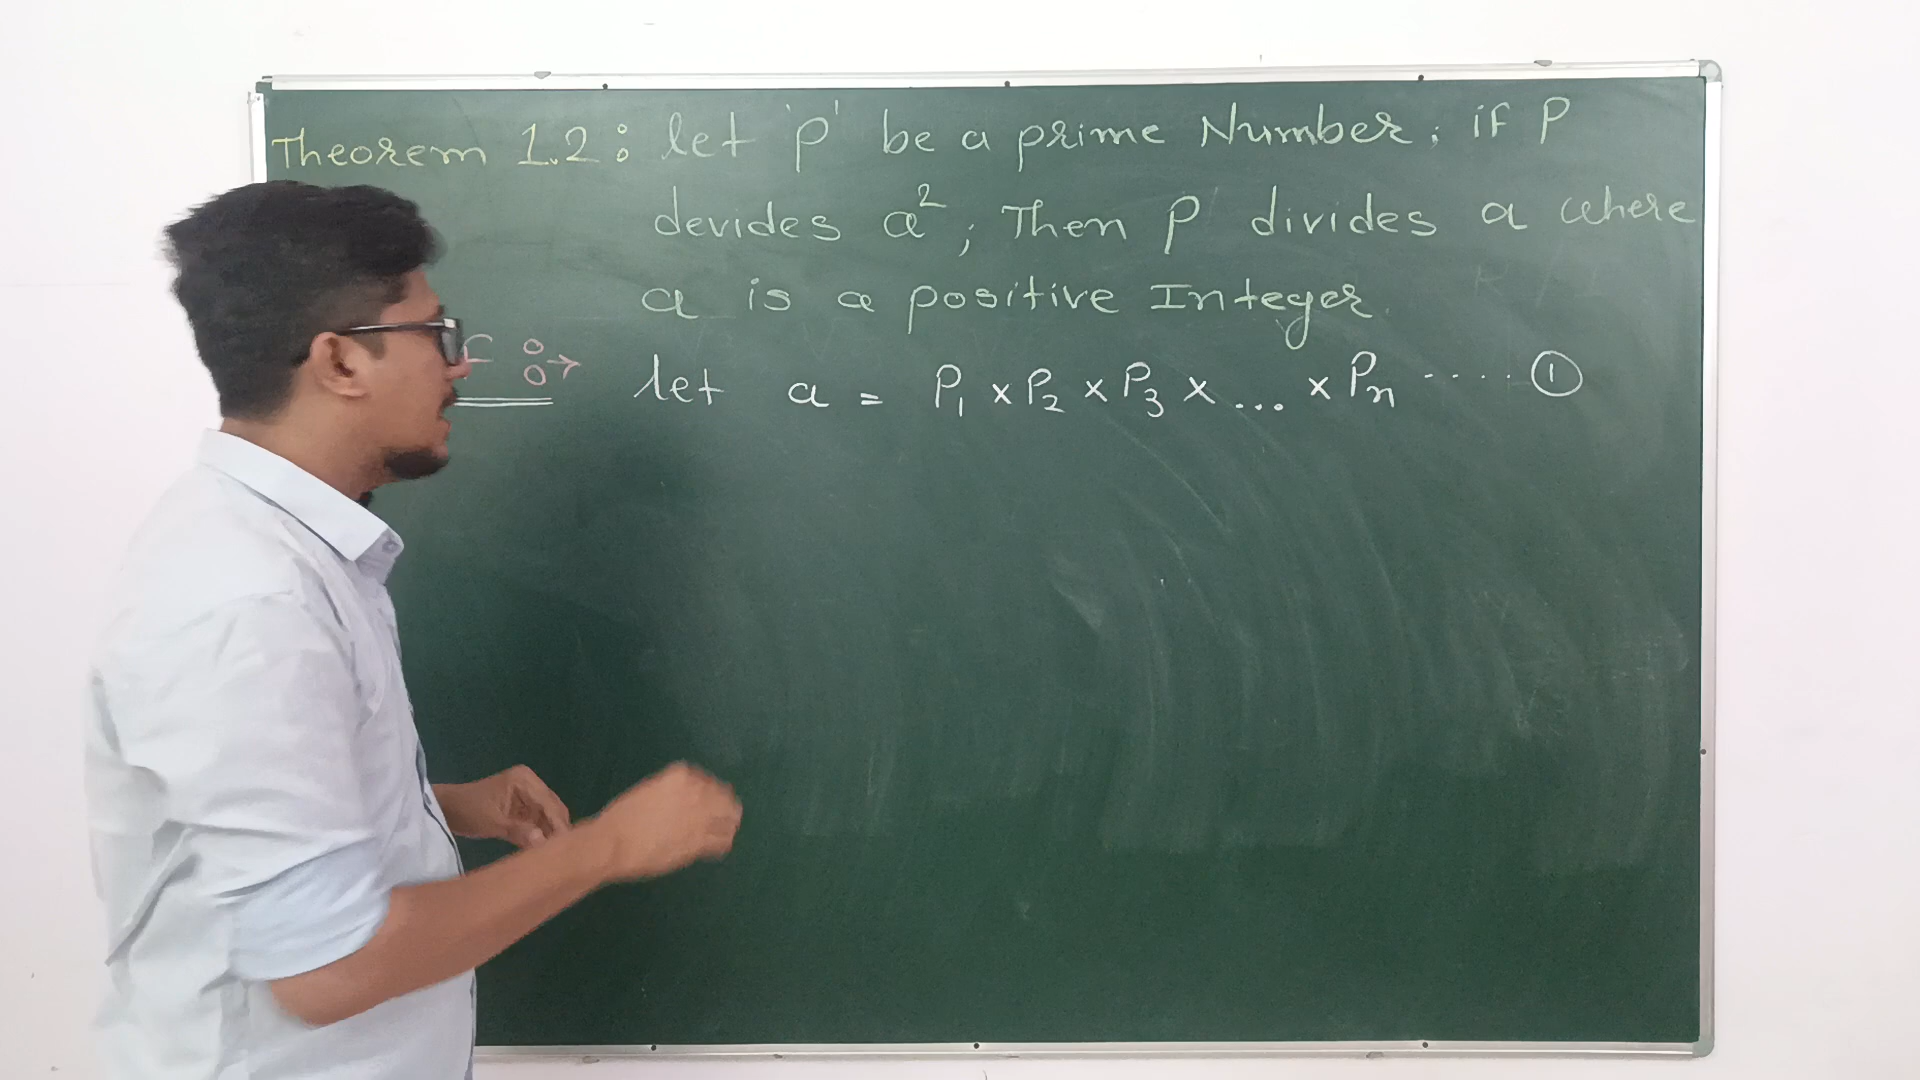 Theorem 1.2 : let 'p' be a prime Number; if P
devides a²; Then P divides a where
a is a positive Integer.
let a = P₁ × P₂ × P₃ × ... × Pₙ ..... ①